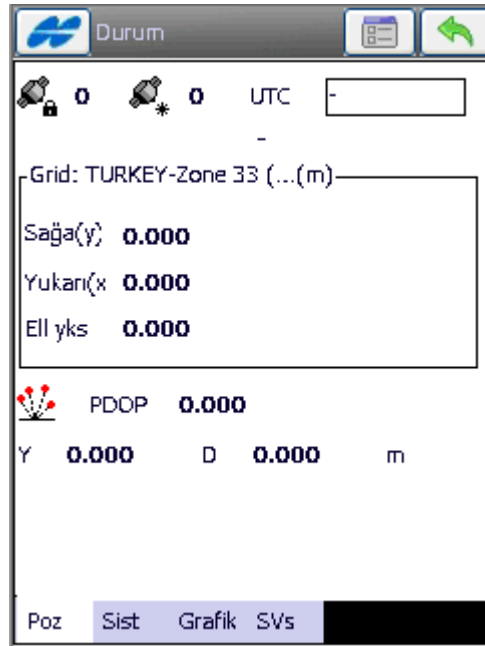 Durum
0 0 UTC -
-
Grid: TURKEY-Zone 33 (...(m)
Sağa(y) 0.000
Yukarı(x 0.000
Ell yks 0.000
PDOP 0.000
Y 0.000 D 0.000 m
Poz Sist Grafik SVs